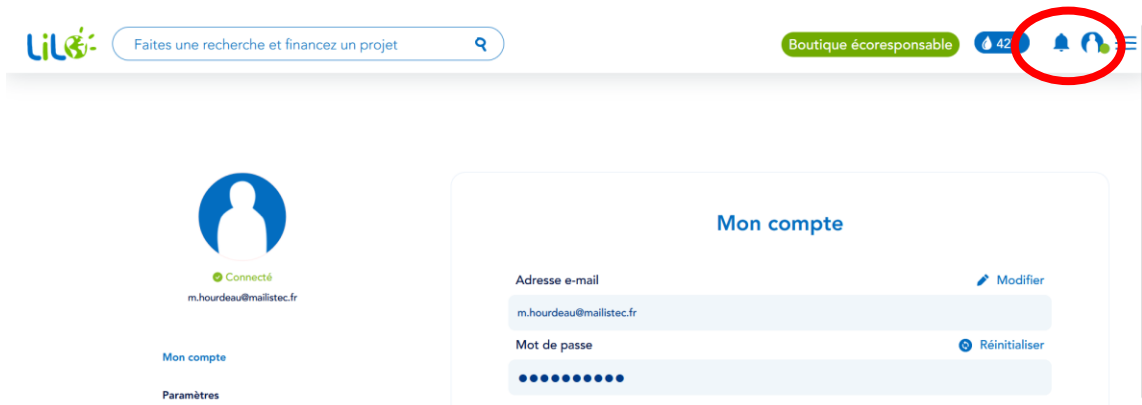 LiLO
Faites une recherche et financez un projet
Boutique écoresponsable
Mon compte
Connecté
m.hourdeau@mailistec.fr
Adresse e-mail
Modifier
m.hourdeau@mailistec.fr
Mot de passe
Réinitialiser
Mon compte
Paramètres